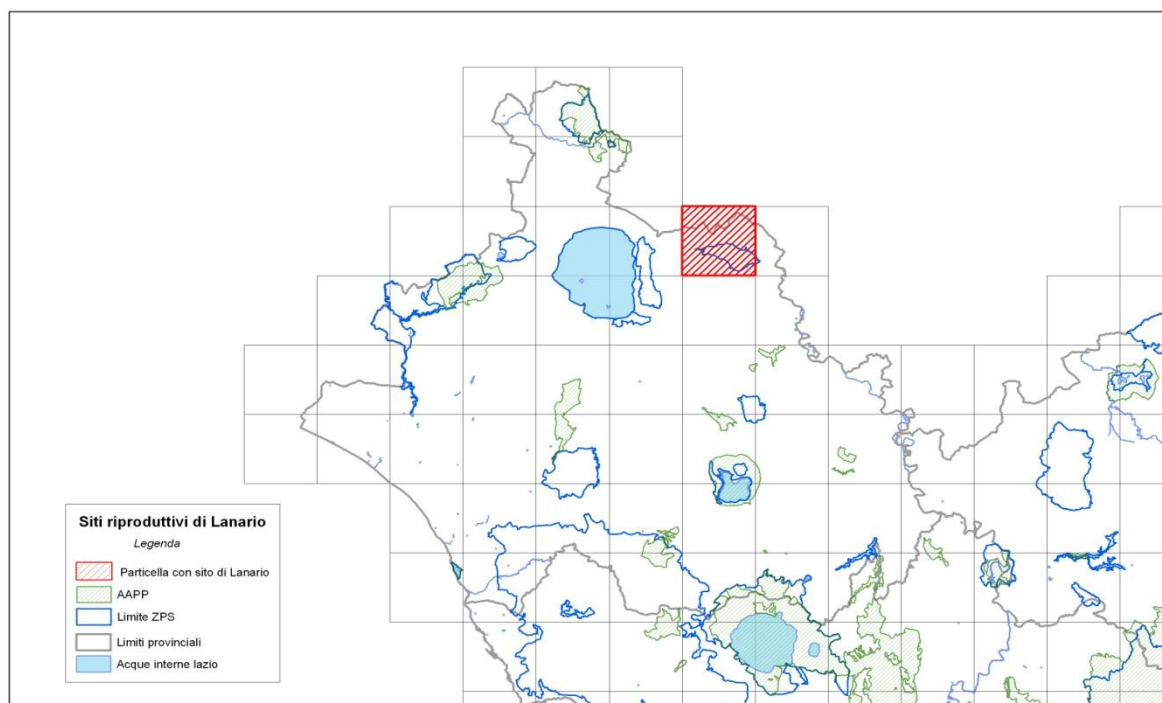 Siti riproduttivi di Lanario
Legenda
Particella con sito di Lanario
AAPP
Limite ZPS
Limiti provinciali
Acque interne lazio